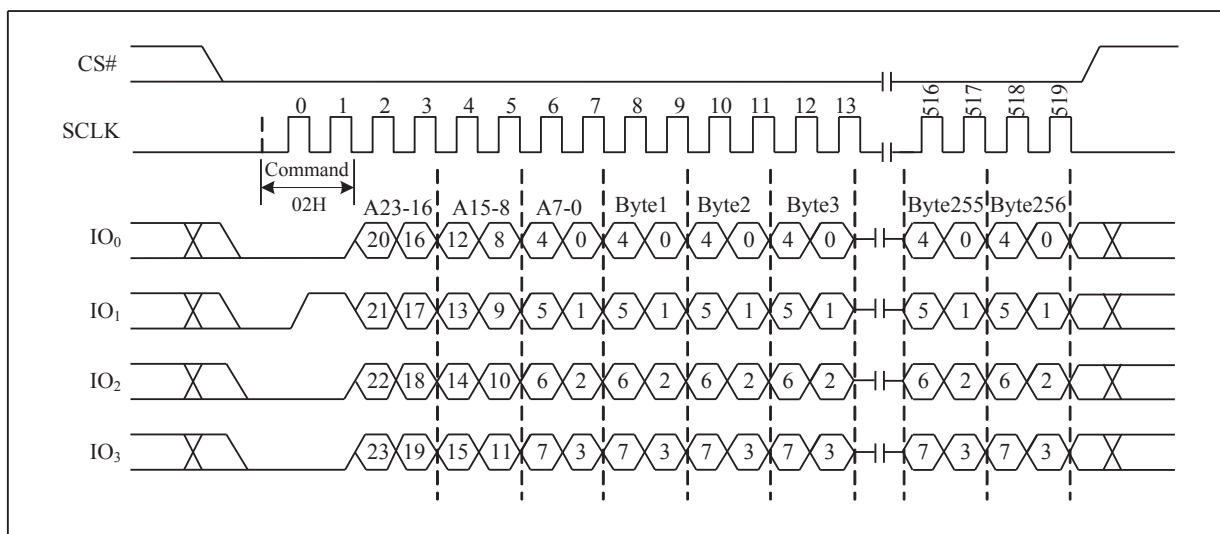 CS#
0 1 2 3 4 5 6 7 8 9 10 11 12 13 516 517 518 519
SCLK
Command
02H
A23-16 A15-8 A7-0 Byte1 Byte2 Byte3 Byte255 Byte256
IO₀ 20 16 12 8 4 0 4 0 4 0 4 0 4 0 4 0
IO₁ 21 17 13 9 5 1 5 1 5 1 5 1 5 1 5 1
IO₂ 22 18 14 10 6 2 6 2 6 2 6 2 6 2 6 2
IO₃ 23 19 15 11 7 3 7 3 7 3 7 3 7 3 7 3